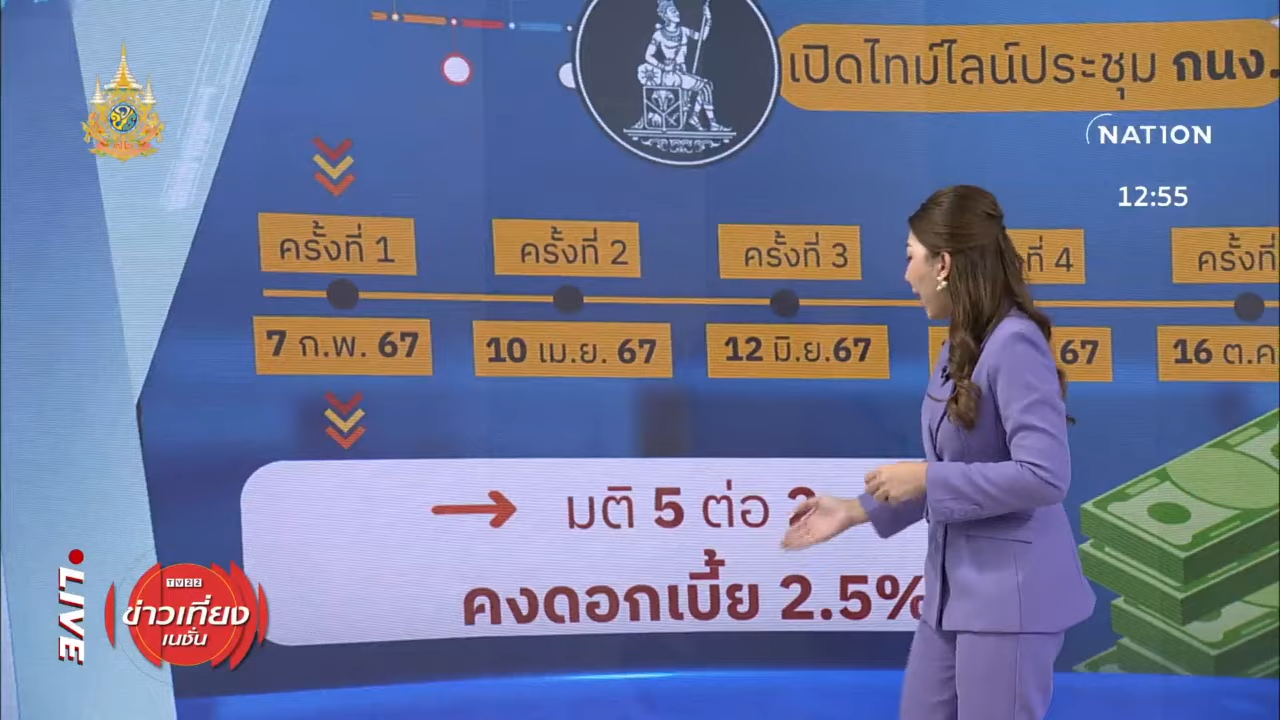 เปิดไทม์ไลน์ประชุม กนง.
NATION
12:55
ครั้งที่ 1
ครั้งที่ 2
ครั้งที่ 3
ที่ 4
ครั้งที่
7 ก.พ. 67
10 เม.ย. 67
12 มิ.ย.67
67
16 ต.ค
มติ 5 ต่อ
คงดอกเบี้ย 2.5%
LIVE
TV22
ข่าวเที่ยง
เนชั่น